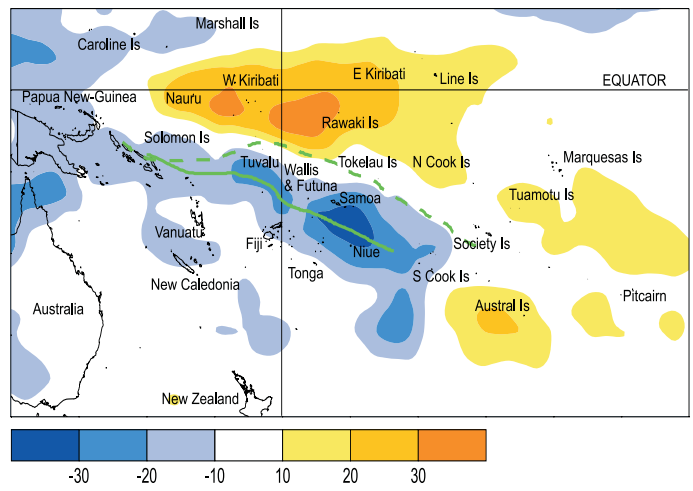 Marshall Is
Caroline Is
W Kiribati
E Kiribati
Line Is
EQUATOR
Papua New-Guinea
Nauru
Rawaki Is
Solomon Is
Tuvalu
Wallis
& Futuna
Tokelau Is
N Cook Is
Marquesas Is
Samoa
Tuamotu Is
Vanuatu
Fiji
Niue
Society Is
Tonga
S Cook Is
New Caledonia
Australia
Austral Is
Pitcairn
New Zealand
-30 -20 -10 10 20 30